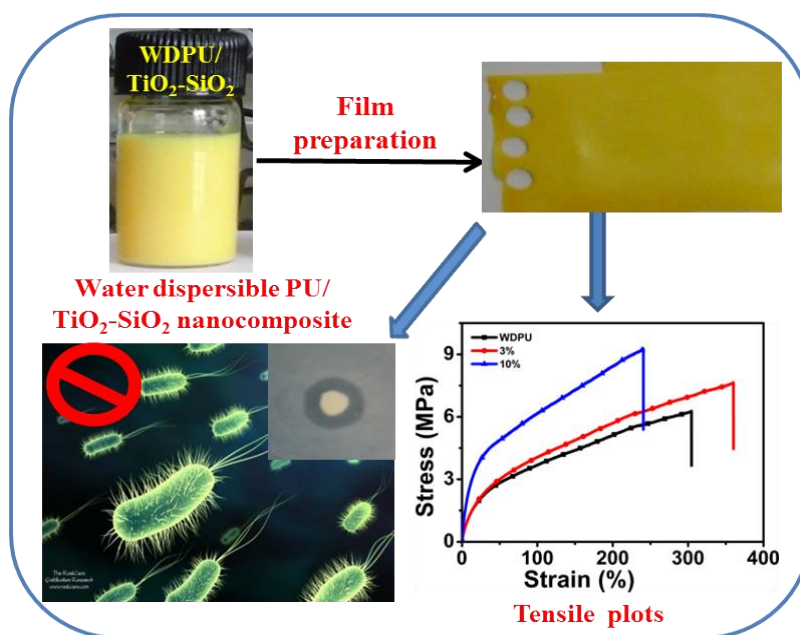 WDPU/
TiO₂-SiO₂
Film
preparation
Water dispersible PU/
TiO₂-SiO₂ nanocomposite
WDPU
3%
10%
9
6
3
0
0
100
200
300
400
Stress (MPa)
Strain (%)
Tensile plots